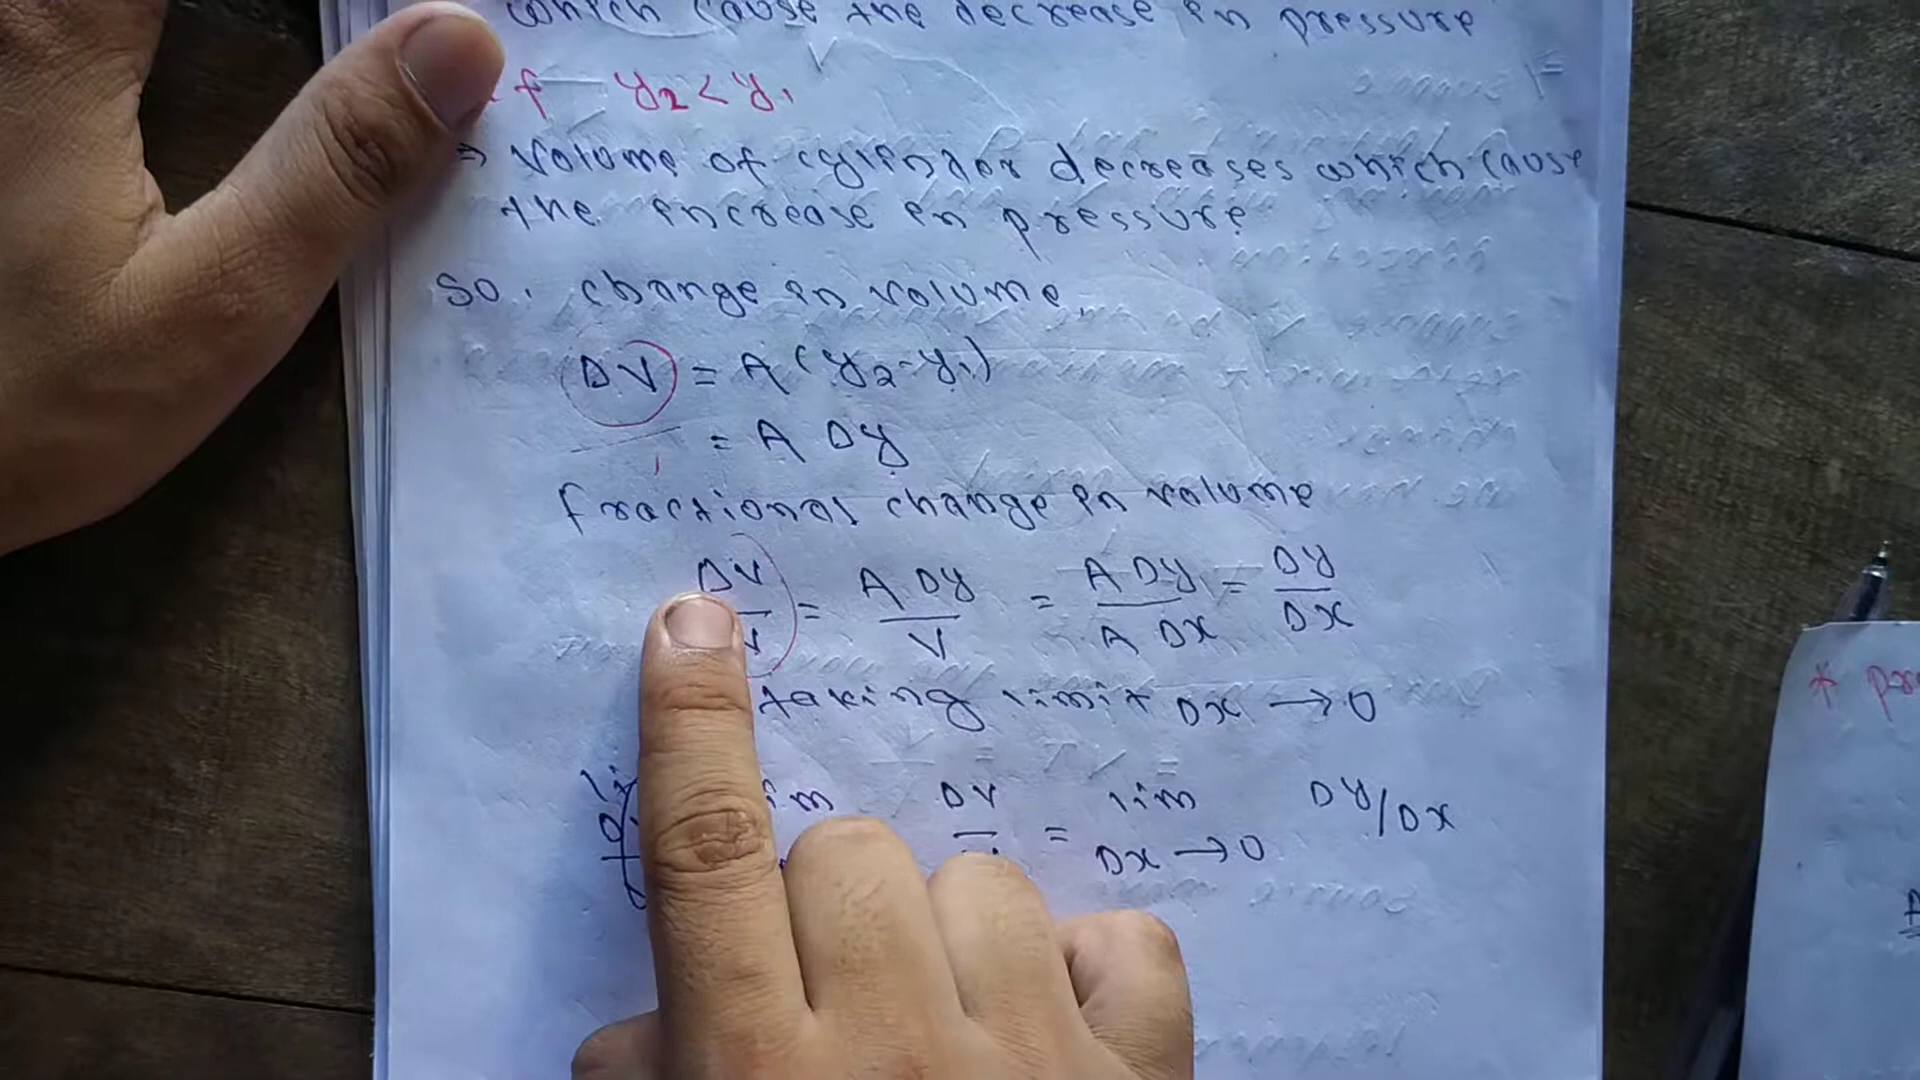 which cause the decrease in pressure
if y₂ < y₁
⇒ Volume of cylinder decreases which cause
the increase in pressure
So, change in volume,
ΔV = A (y₂ - y₁)
= A Δy
fractional change in volume
ΔV/V = A Δy / V = A Δy / A Δx = Δy / Δx
taking limit Δx → 0
ΔV = lim Δx → 0 Δy/Δx